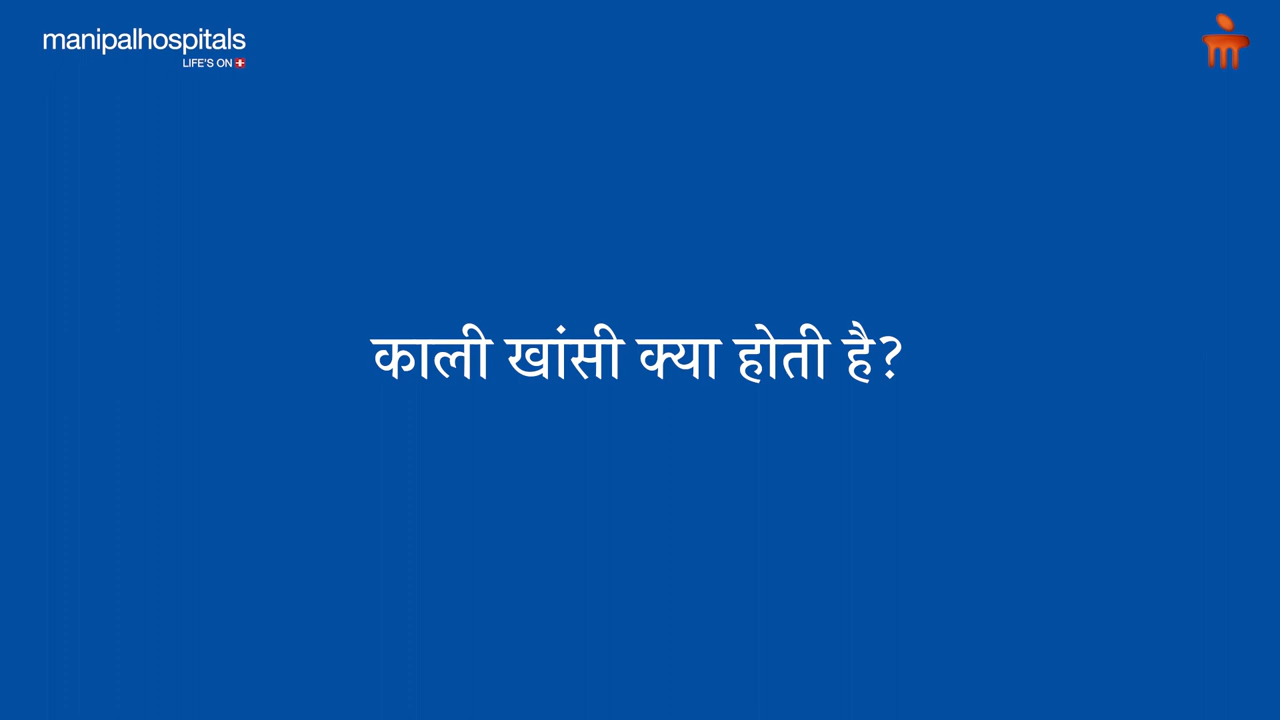 manipalhospitals
LIFE'S ON
काली खांसी क्या होती है?